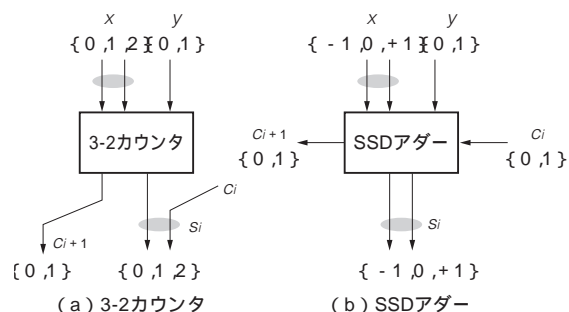 x y x y
{ 0 ,1 , 2 }{ 0 ,1 } { - 1 ,0 , +1 }{ 0 ,1 }
3-2カウンタ Ci + 1 SSDアダー Ci
{ 0 ,1 } { 0 ,1 }
Ci
Si Si
Ci + 1
{ 0 ,1 } { 0 ,1 ,2 } { - 1 ,0 , +1 }
( a ) 3-2カウンタ ( b ) SSDアダー